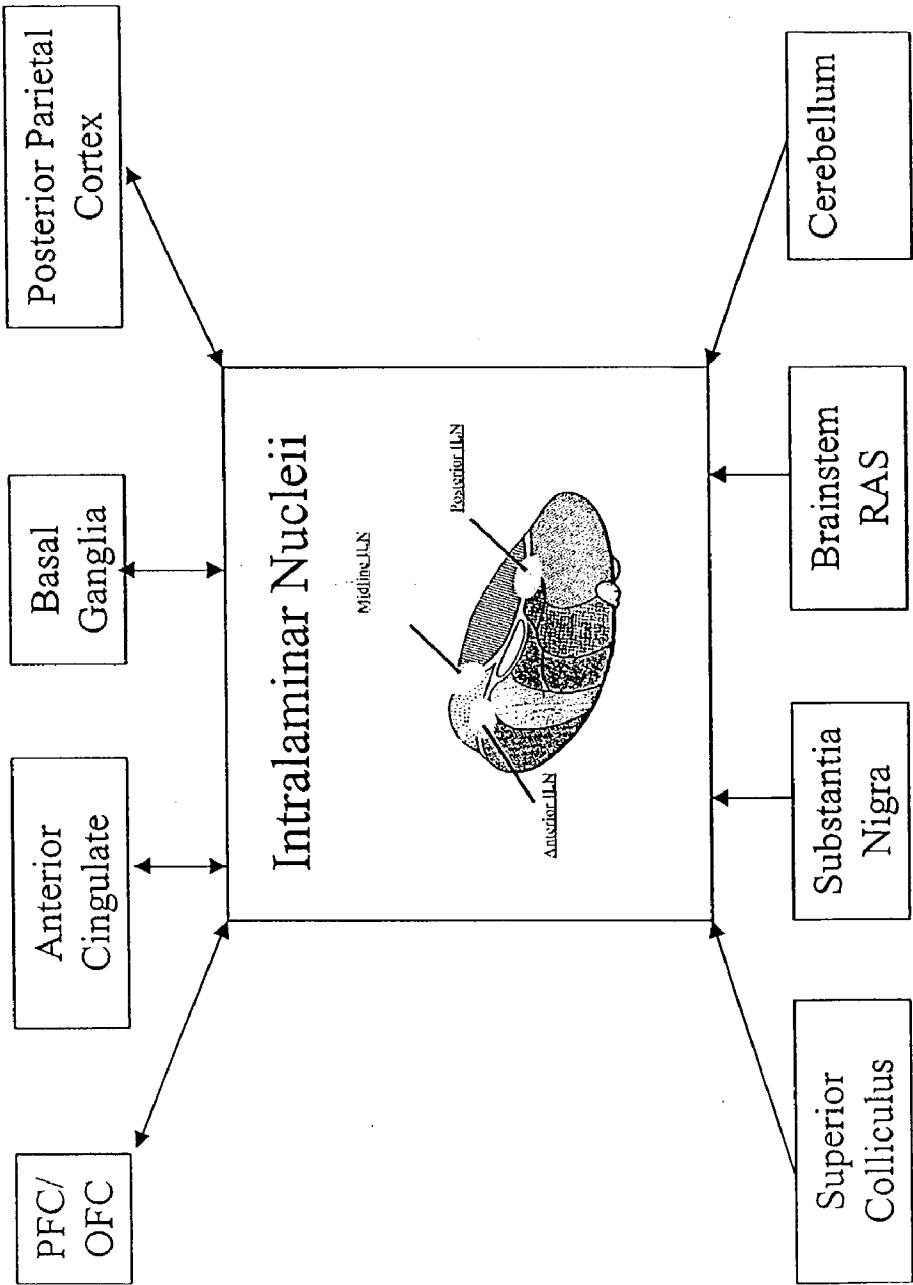 PFC/
OFC
Anterior
Cingulate
Basal
Ganglia
Posterior Parietal
Cortex
Intralaminar Nucleii
Midline ILN
Posterior ILN
Anterior ILN
Superior
Colliculus
Substantia
Nigra
Brainstem
RAS
Cerebellum